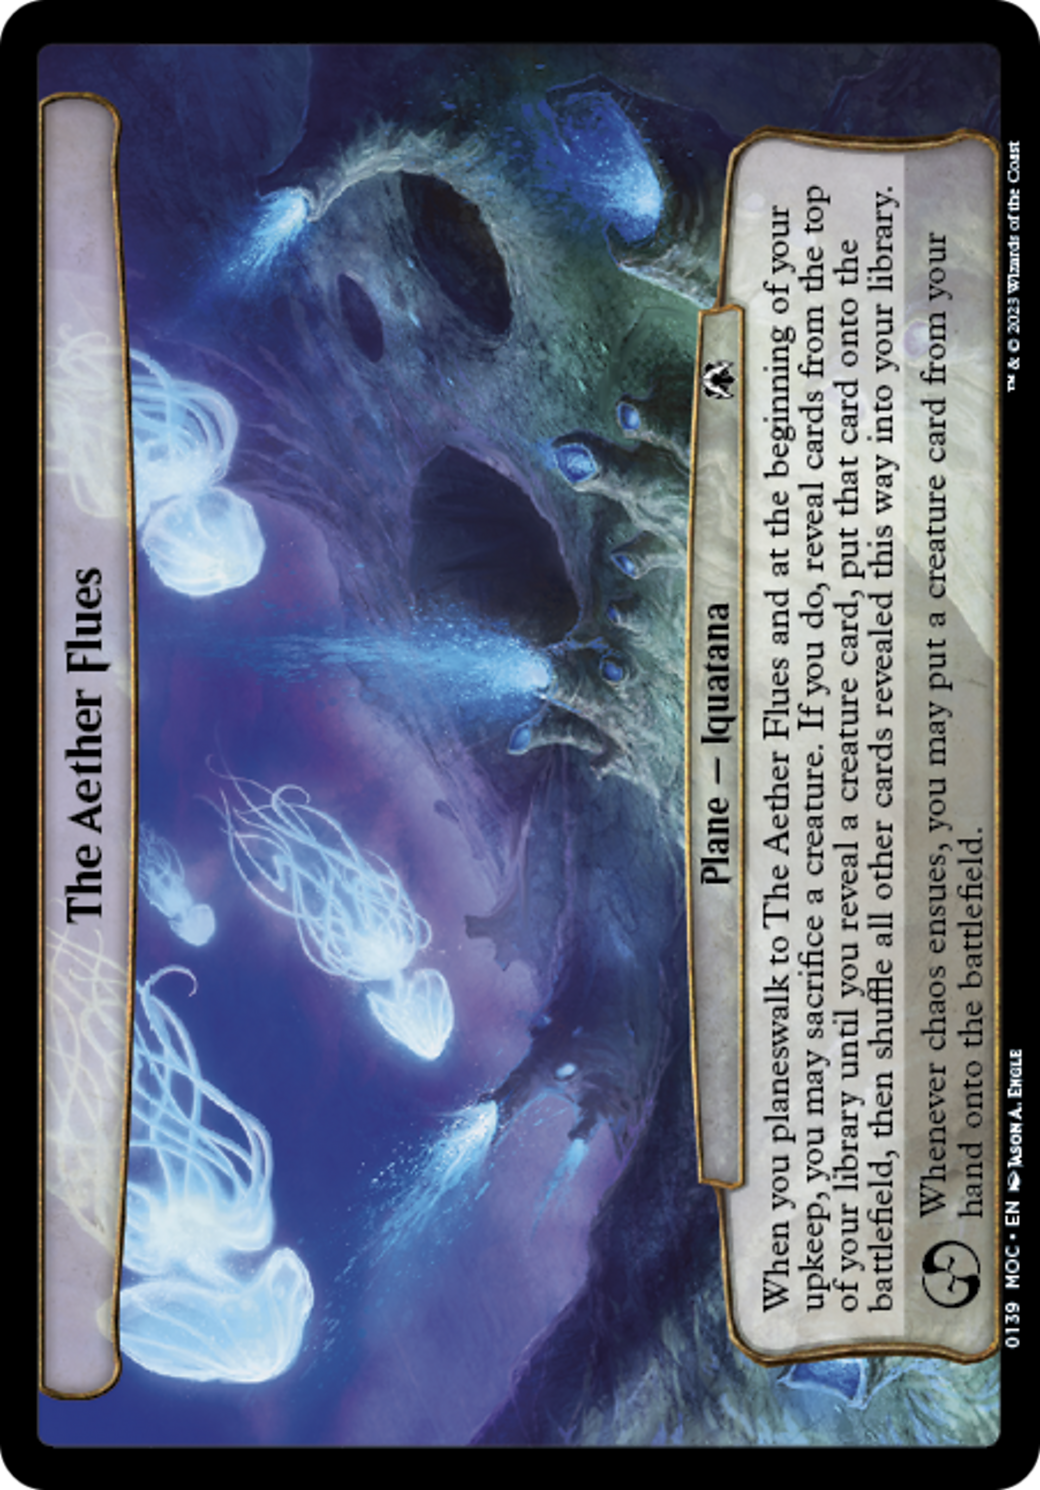 The Aether Flues
Plane — Iquatana
When you planeswalk to The Aether Flues and at the beginning of your
upkeep, you may sacrifice a creature. If you do, reveal cards from the top
of your library until you reveal a creature card, put that card onto the
battlefield, then shuffle all other cards revealed this way into your library.
Whenever chaos ensues, you may put a creature card from your
hand onto the battlefield.
0139 MOC • EN JASON A. ENGLE
™ & © 2023 Wizards of the Coast